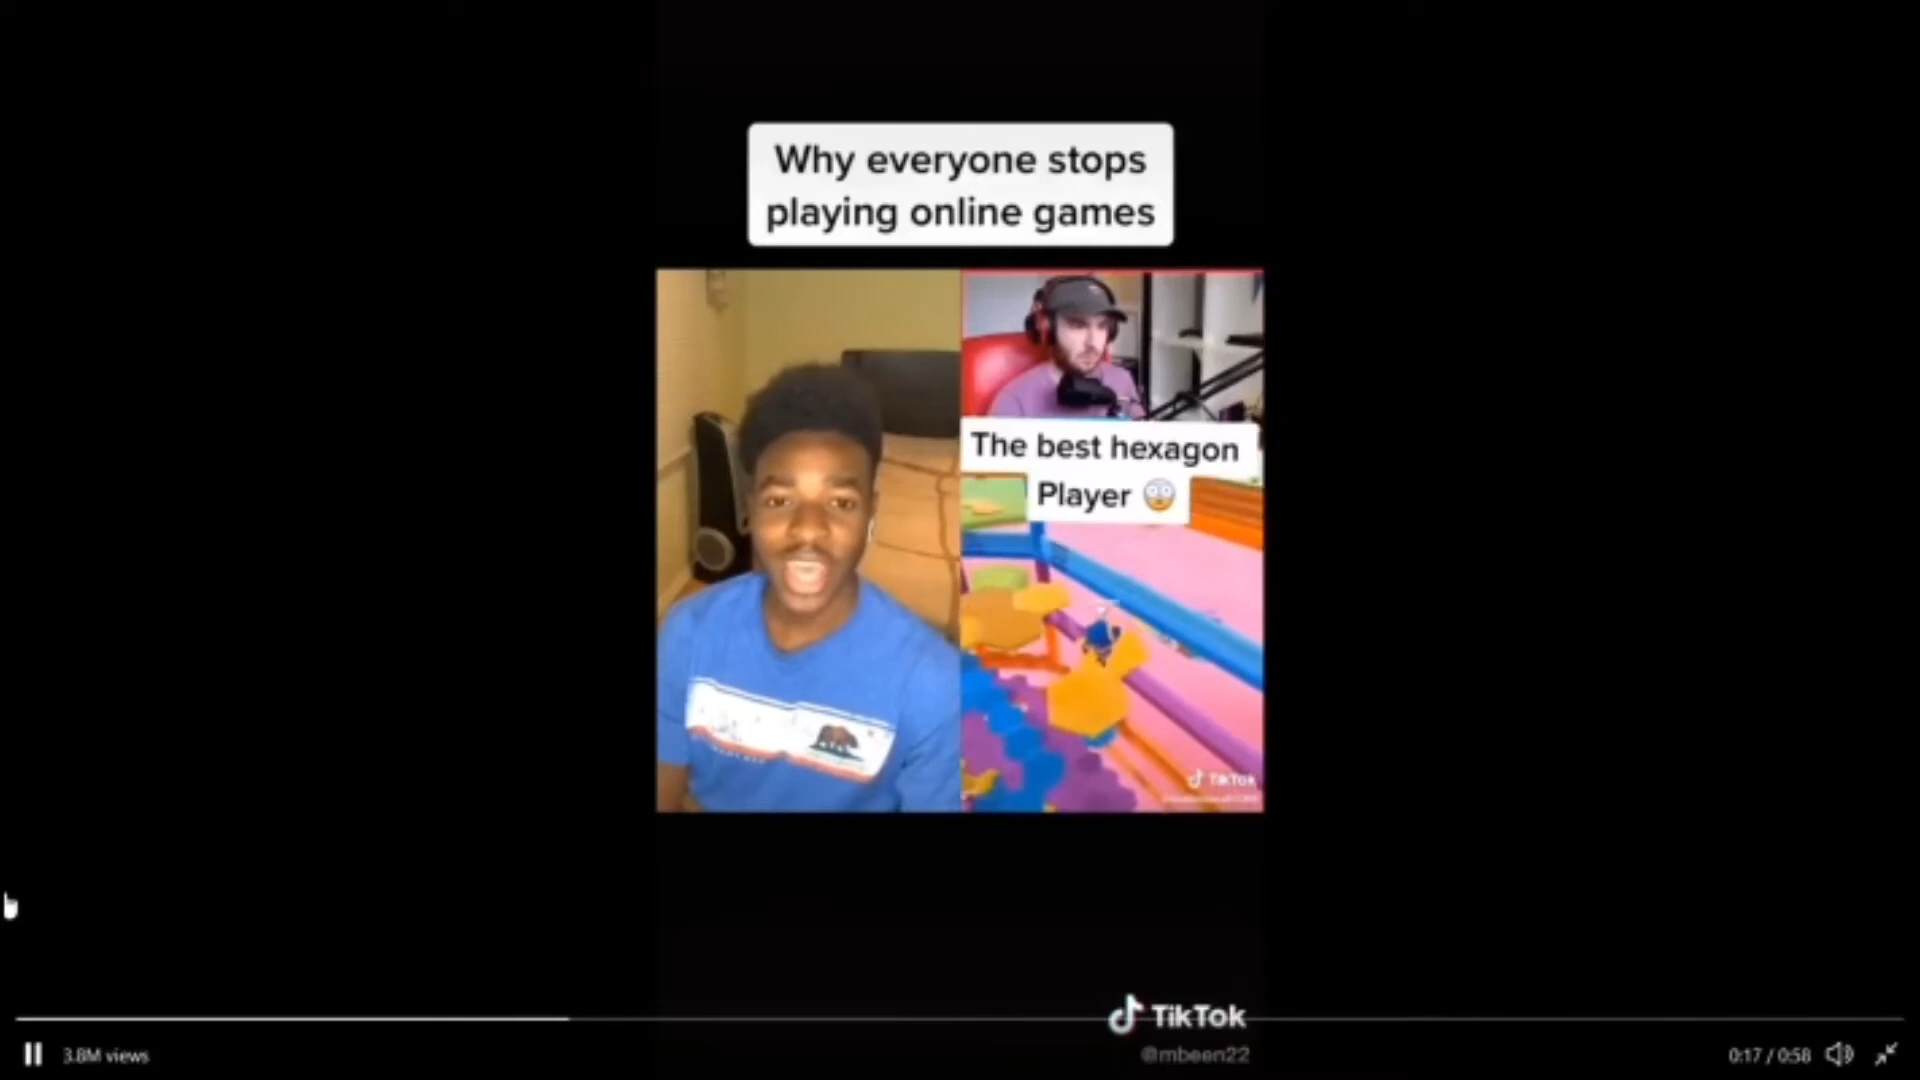 Why everyone stops
playing online games
The best hexagon
Player 😨
TikTok
TikTok
@mbeen22
3.8M views
0:17 / 0:58